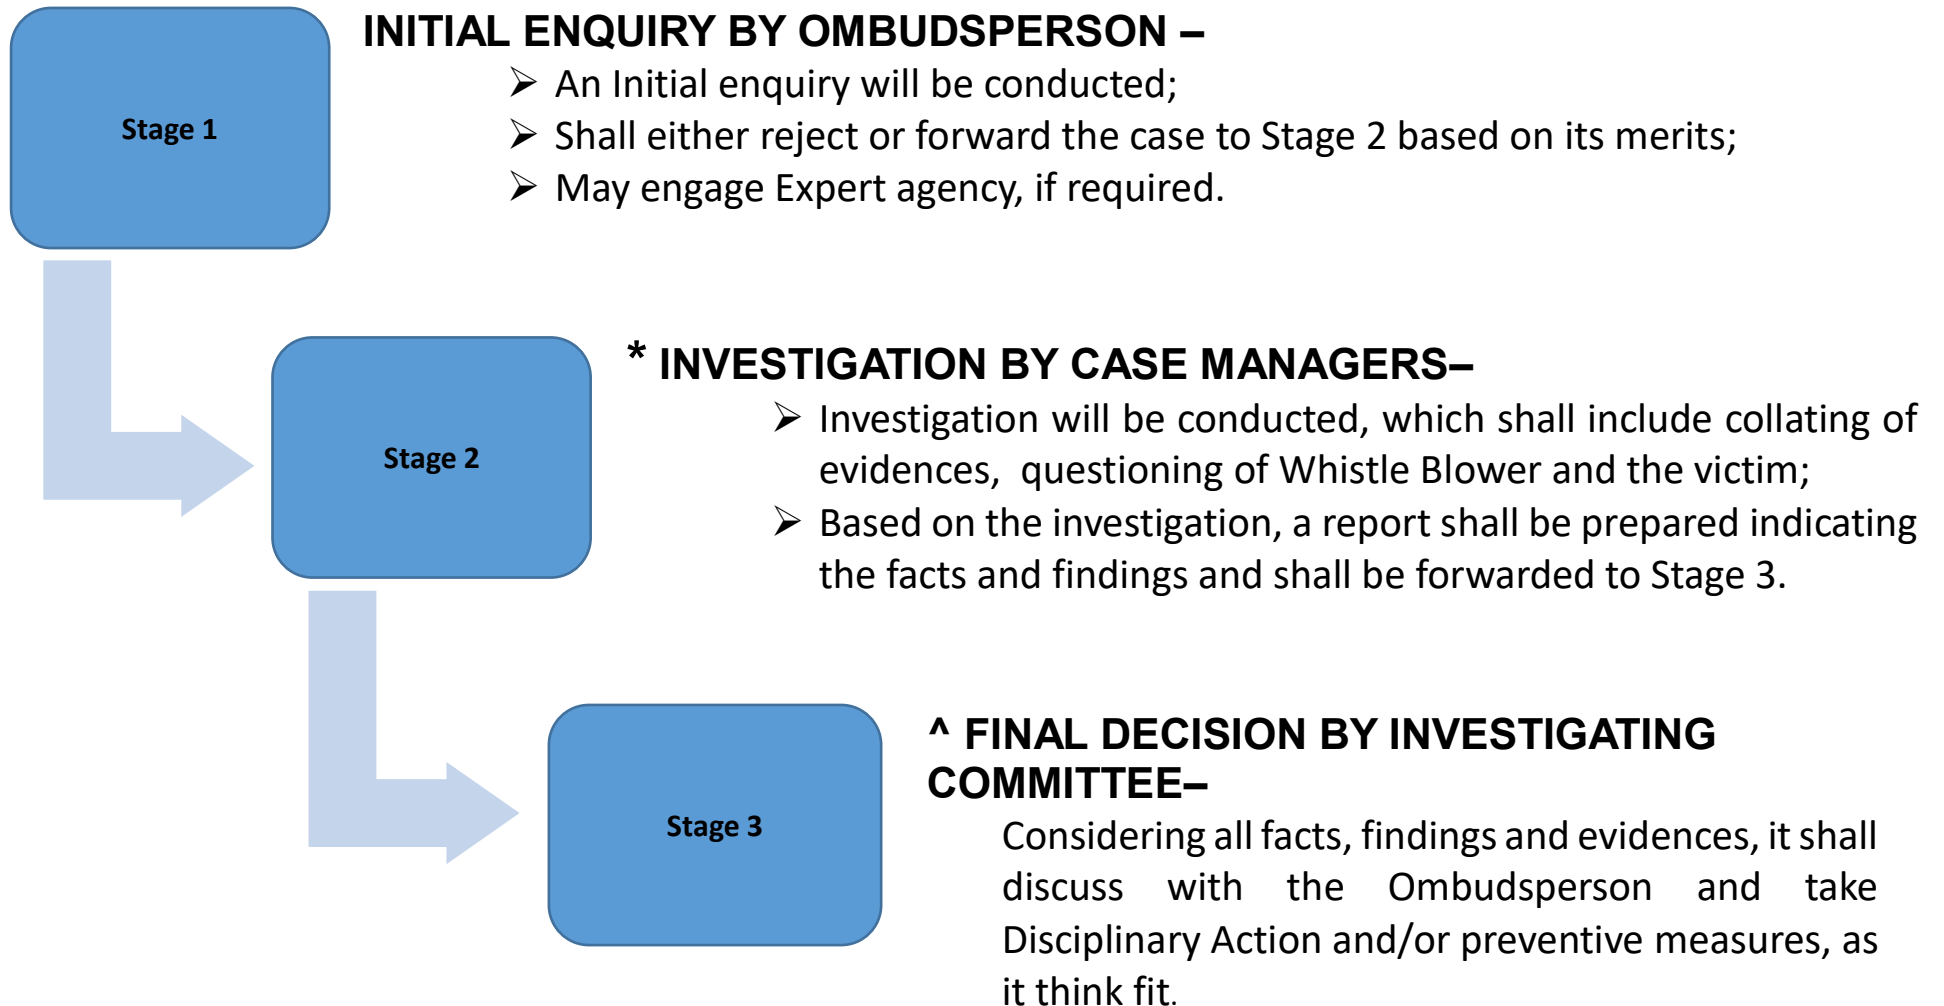 Stage 1
INITIAL ENQUIRY BY OMBUDSPERSON –
➢ An Initial enquiry will be conducted;
➢ Shall either reject or forward the case to Stage 2 based on its merits;
➢ May engage Expert agency, if required.
Stage 2
* INVESTIGATION BY CASE MANAGERS–
➢ Investigation will be conducted, which shall include collating of
evidences, questioning of Whistle Blower and the victim;
➢ Based on the investigation, a report shall be prepared indicating
the facts and findings and shall be forwarded to Stage 3.
Stage 3
^ FINAL DECISION BY INVESTIGATING
COMMITTEE–
Considering all facts, findings and evidences, it shall
discuss with the Ombudsperson and take
Disciplinary Action and/or preventive measures, as
it think fit.